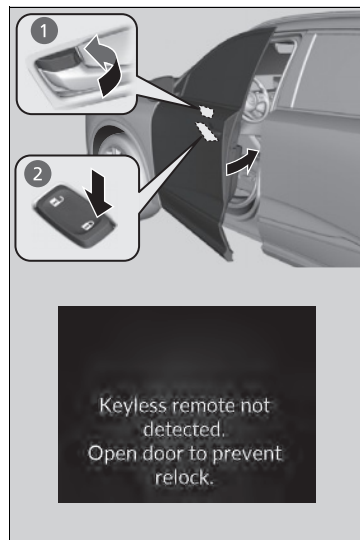 1
2
Keyless remote not
detected.
Open door to prevent
relock.